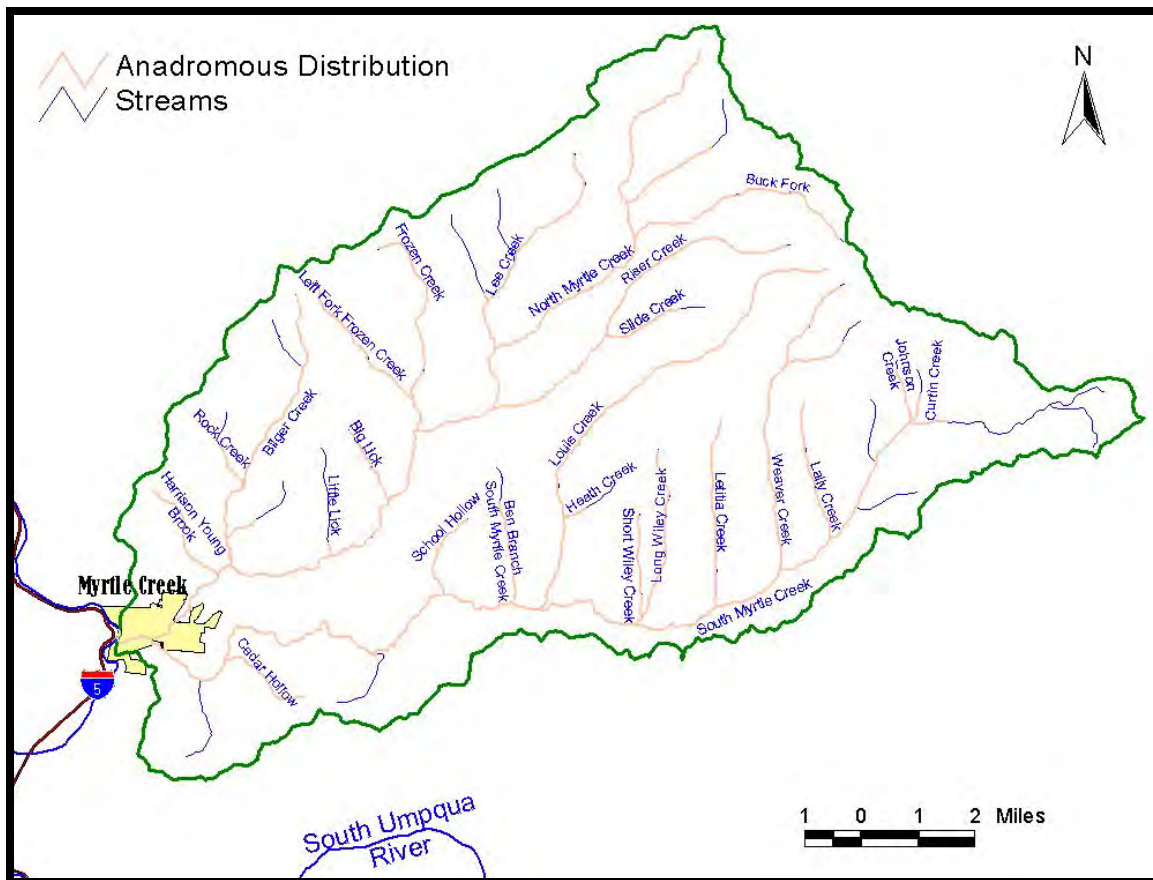 Anadromous Distribution
Streams
N
Buck Fork
Frozen Creek
Lee Creek
North Myrtle Creek
Riser Creek
Left Fork Frozen Creek
Slide Creek
Johnson
Creek
Curtin Creek
Rock Creek
Bilger Creek
Big Lick
Louis Creek
Harrison Young
Brook
Little Lick
School Hollow
Ben Branch
South Myrtle Creek
Heath Creek
Short Wiley Creek
Long Wiley Creek
Letitia Creek
Weaver Creek
Lally Creek
Myrtle Creek
South Myrtle Creek
Cedar Hollow
5
1 0 1 2 Miles
South Umpqua
River